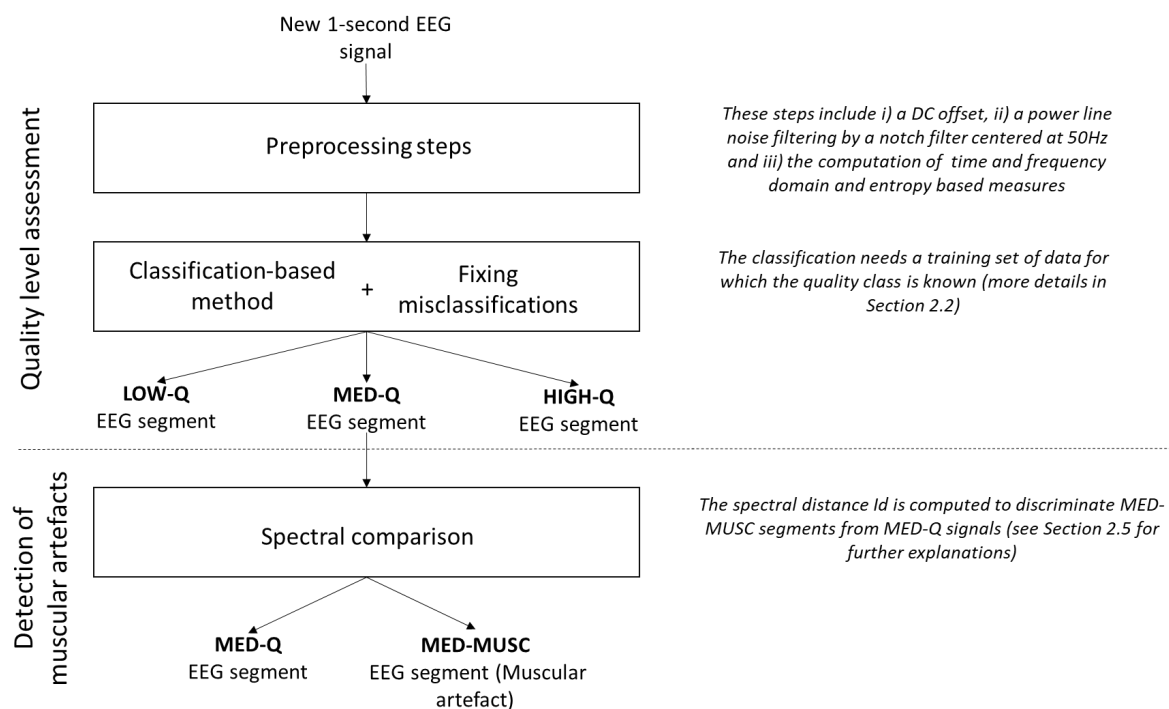 New 1-second EEG
signal
Quality level assessment
Preprocessing steps
These steps include i) a DC offset, ii) a power line
noise filtering by a notch filter centered at 50Hz
and iii) the computation of time and frequency
domain and entropy based measures
Classification-based
method
+
Fixing
misclassifications
The classification needs a training set of data for
which the quality class is known (more details in
Section 2.2)
LOW-Q
EEG segment
MED-Q
EEG segment
HIGH-Q
EEG segment
Detection of
muscular artefacts
Spectral comparison
The spectral distance Id is computed to discriminate MED-
MUSC segments from MED-Q signals (see Section 2.5 for
further explanations)
MED-Q
EEG segment
MED-MUSC
EEG segment (Muscular
artefact)